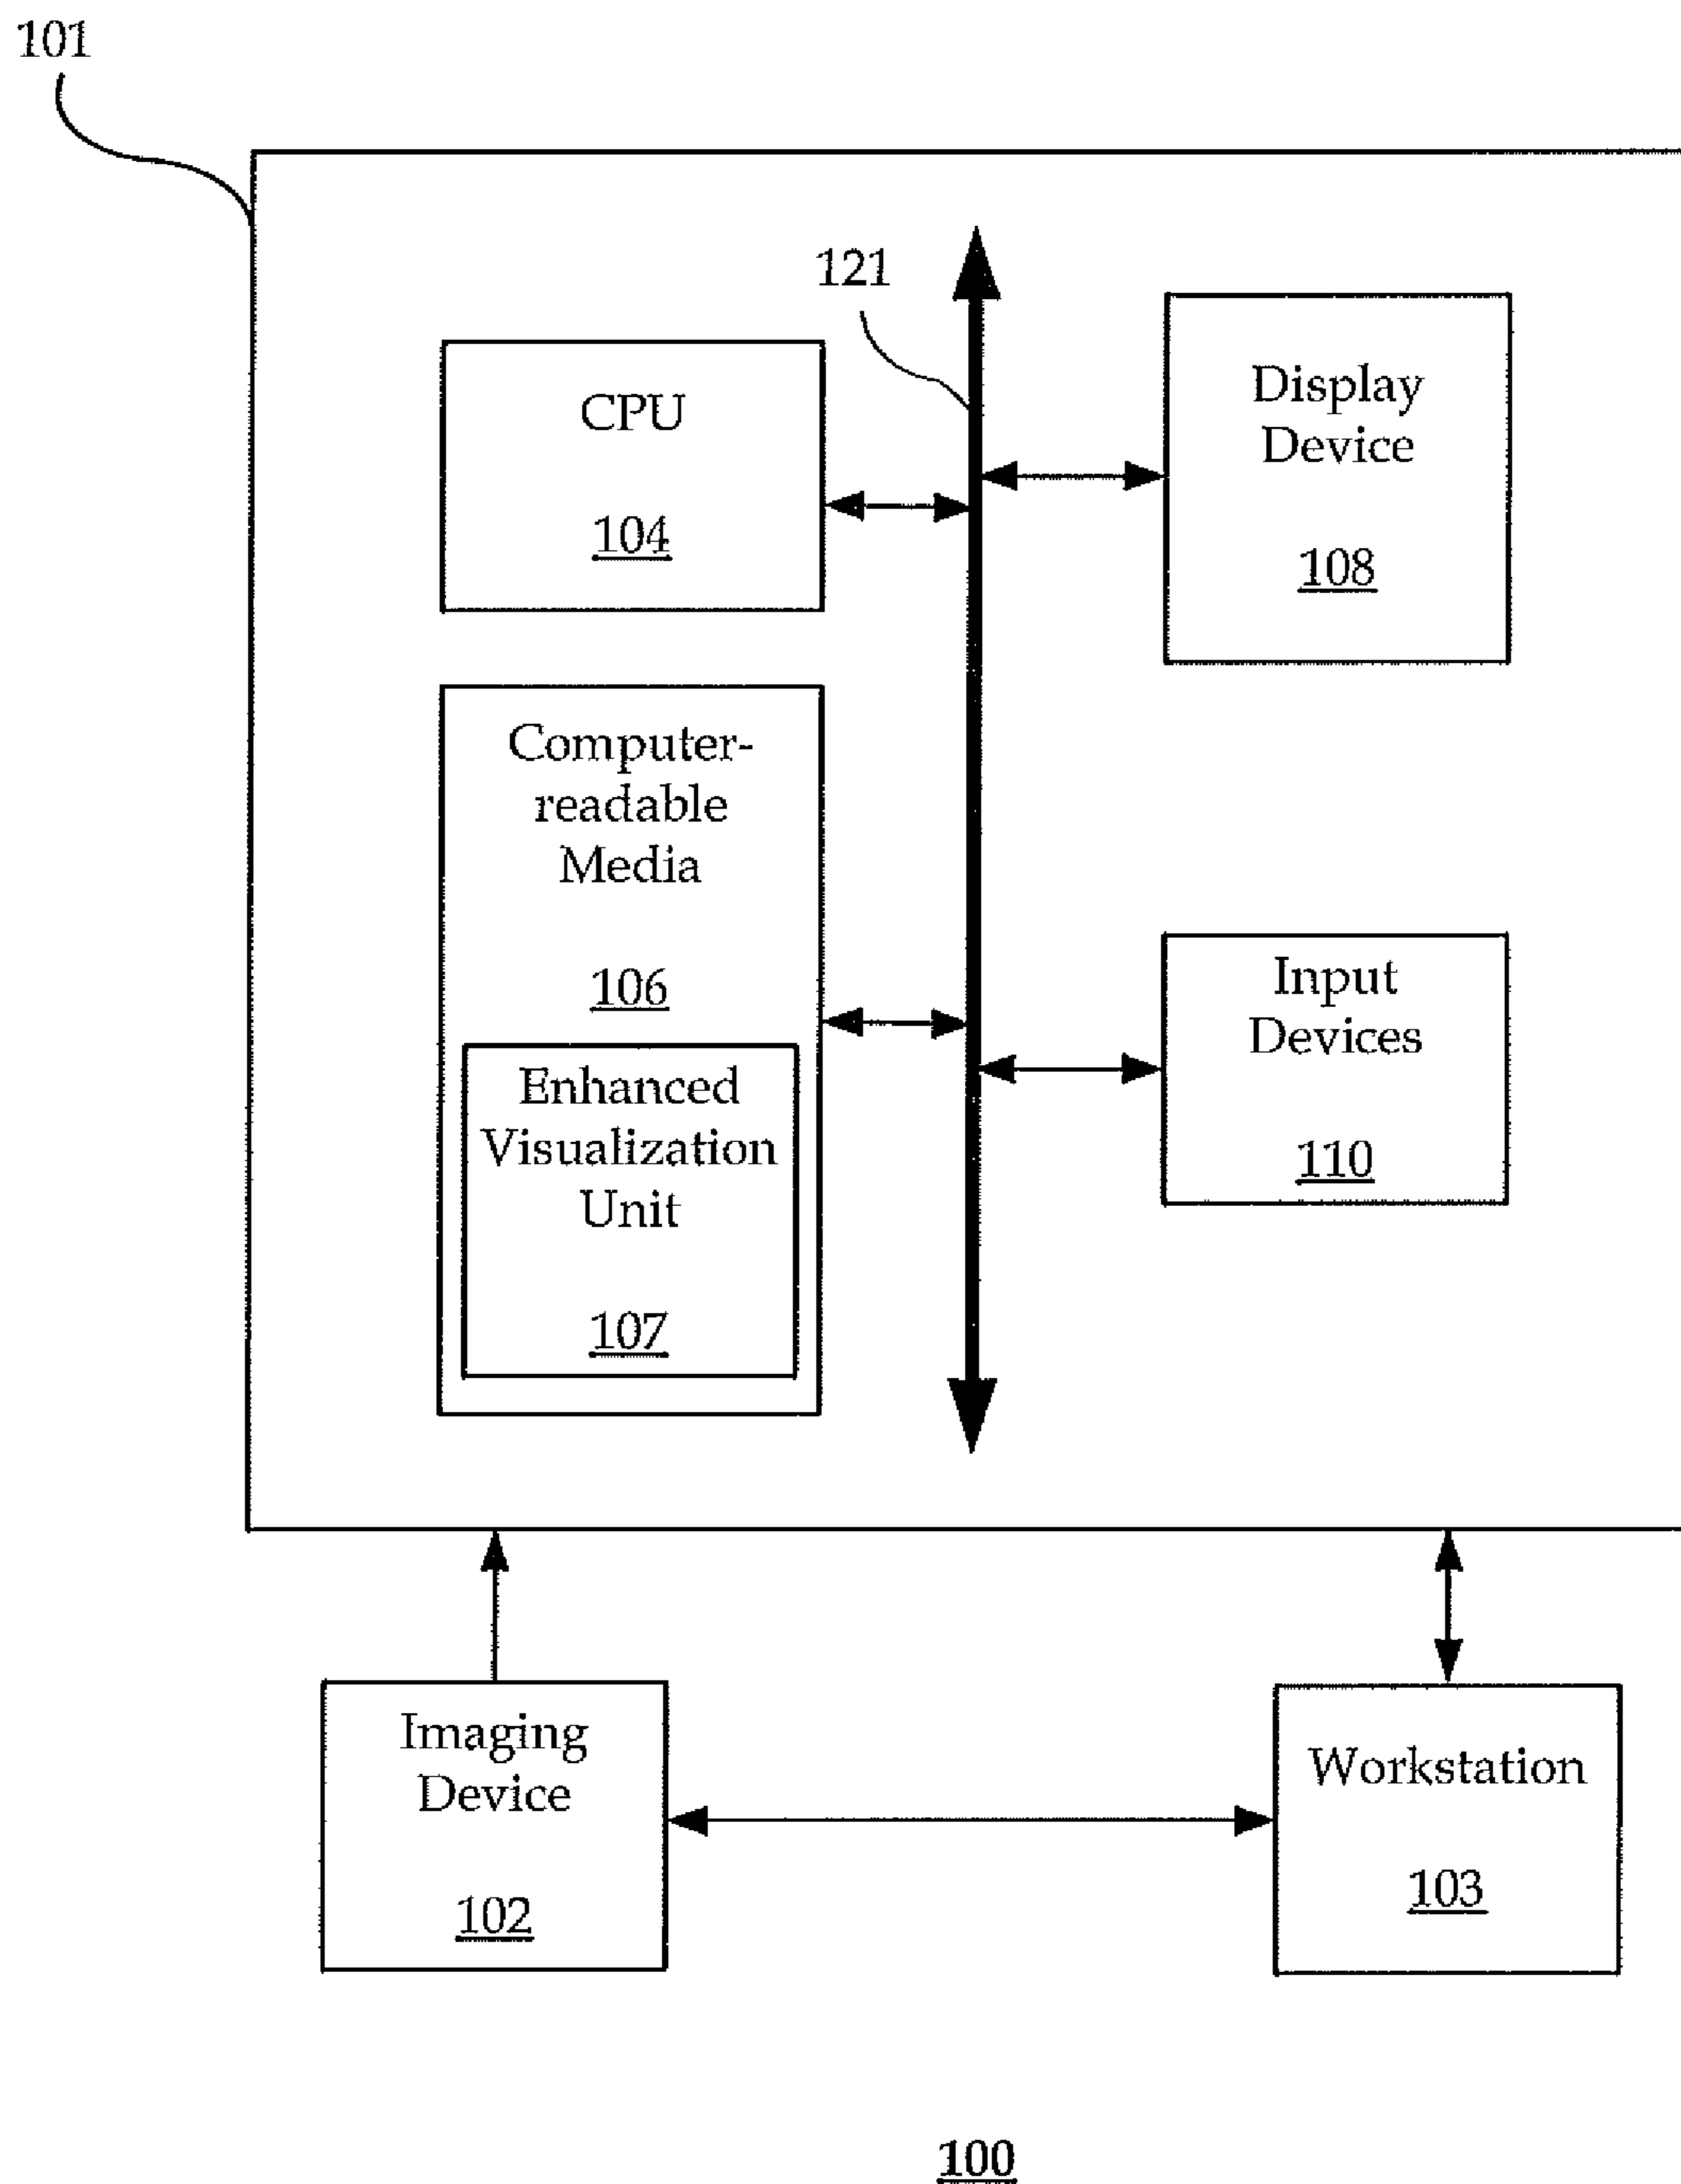 101
121
CPU
104
Display
Device
108
Computer-
readable
Media
106
Enhanced
Visualization
Unit
107
Input
Devices
110
Imaging
Device
102
Workstation
103
100